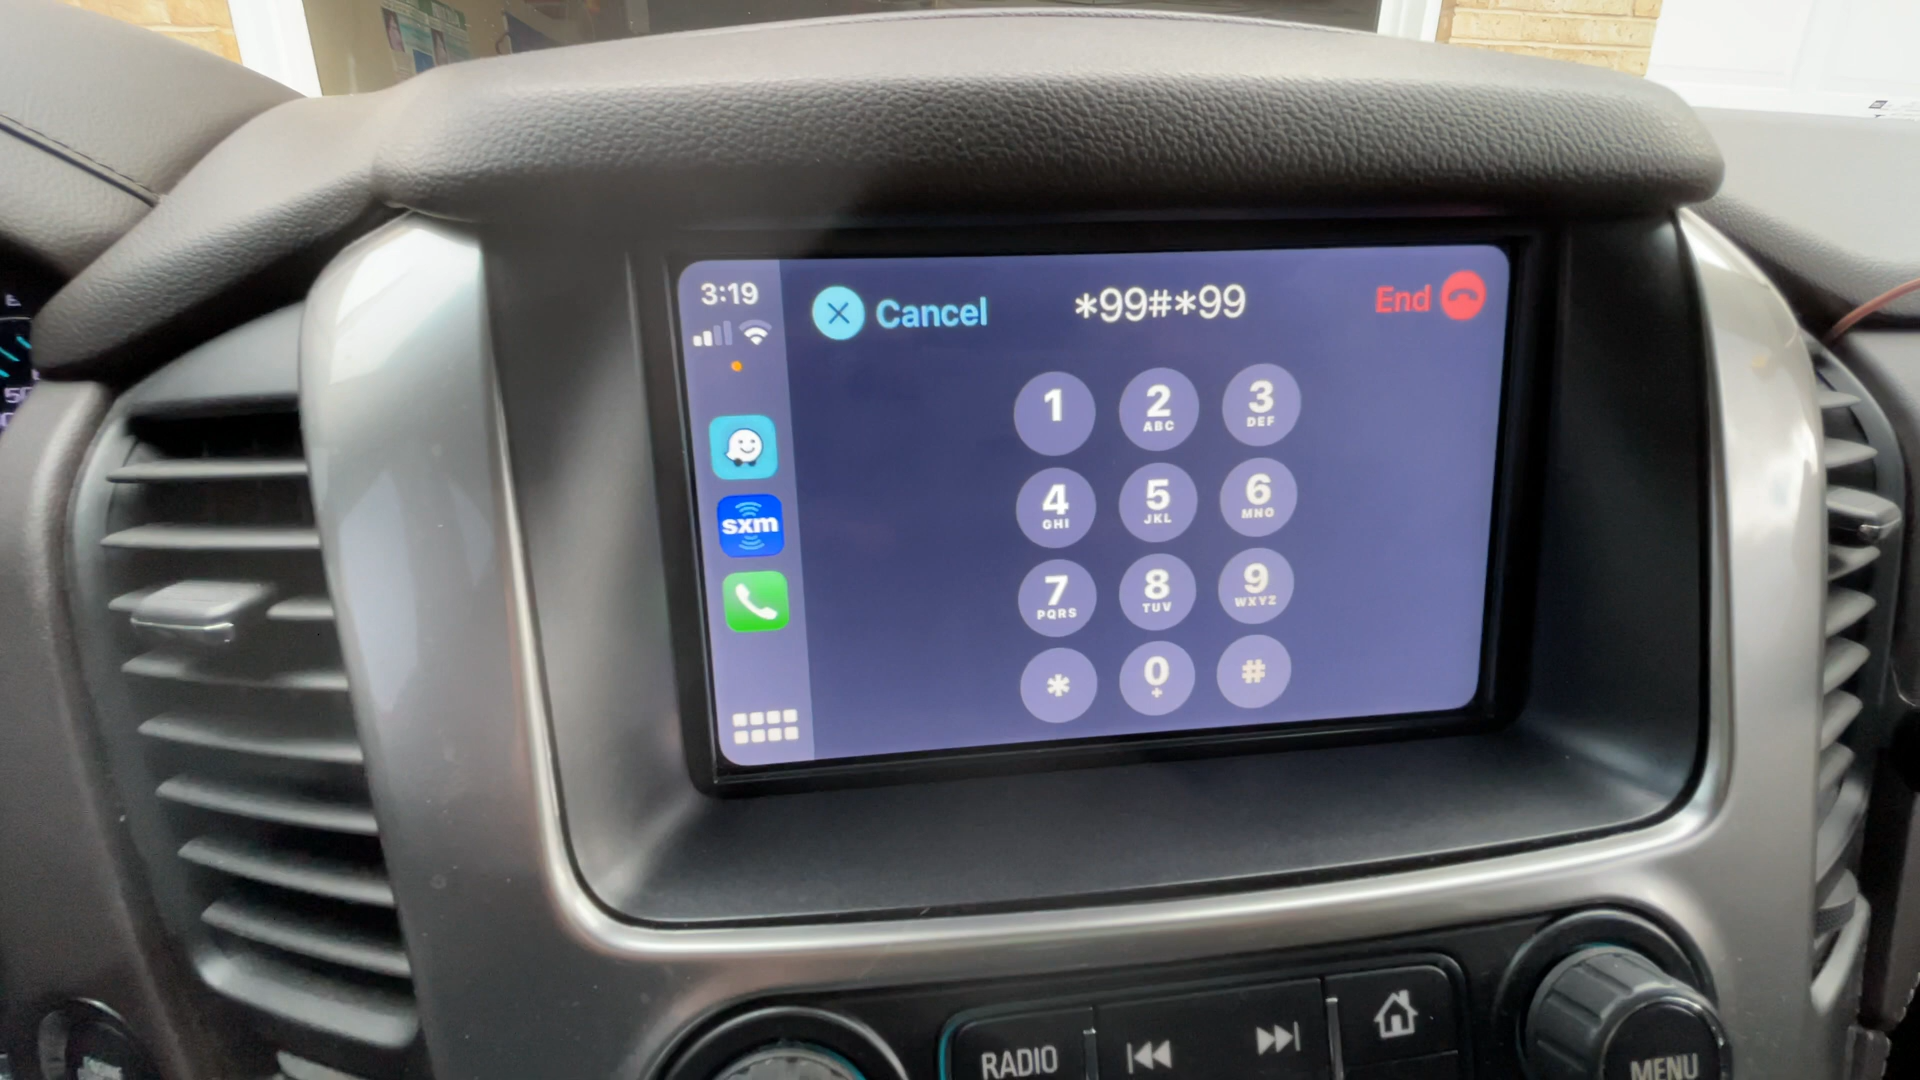 3:19
Cancel
*99#*99
End
1
2
ABC
3
DEF
4
GHI
5
JKL
6
MNO
7
PQRS
8
TUV
9
WXYZ
*
0
+
#
sxm
RADIO
MENU
E